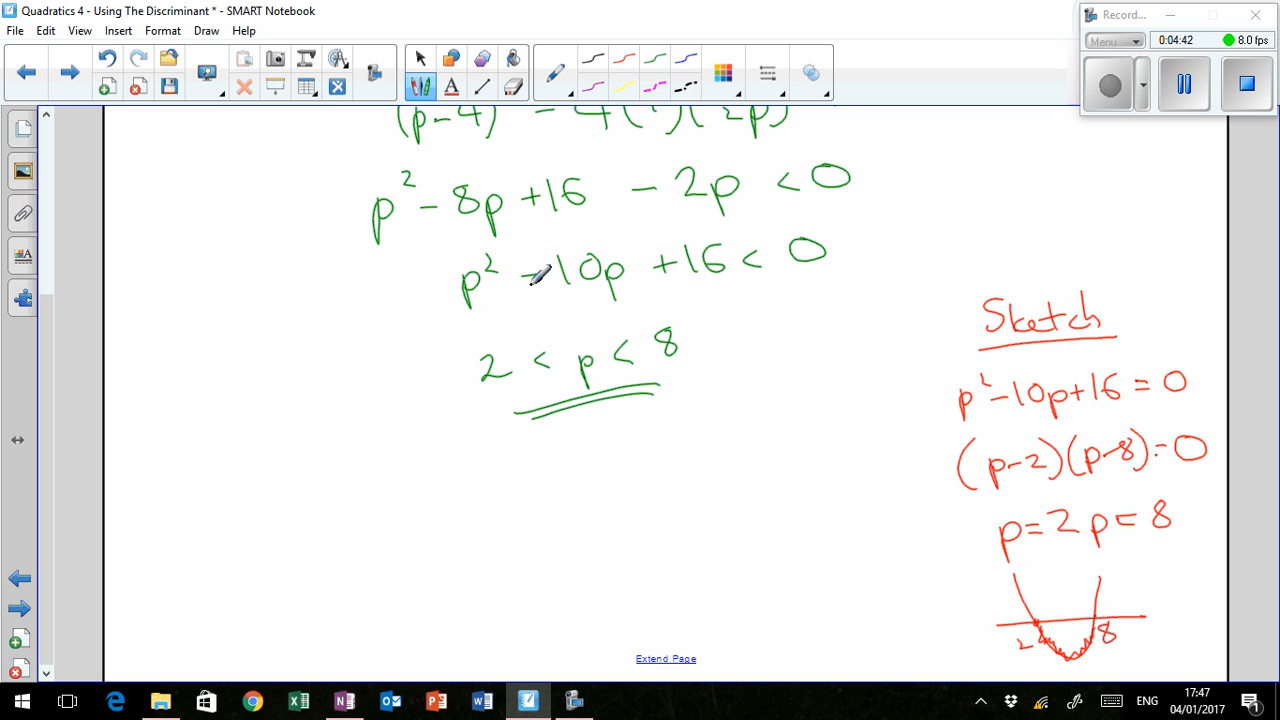 Quadratics 4 - Using The Discriminant * - SMART Notebook
Record...
File Edit View Insert Format Draw Help
Menu 0:04:42 8.0 fps
p² - 8p + 16 - 2p < 0
p² - 10p + 16 < 0
2 < p < 8
Sketch
p² - 10p + 16 = 0
(p-2)(p-8) = 0
p = 2 p = 8
2 8
Extend Page
ENG 17:47
04/01/2017